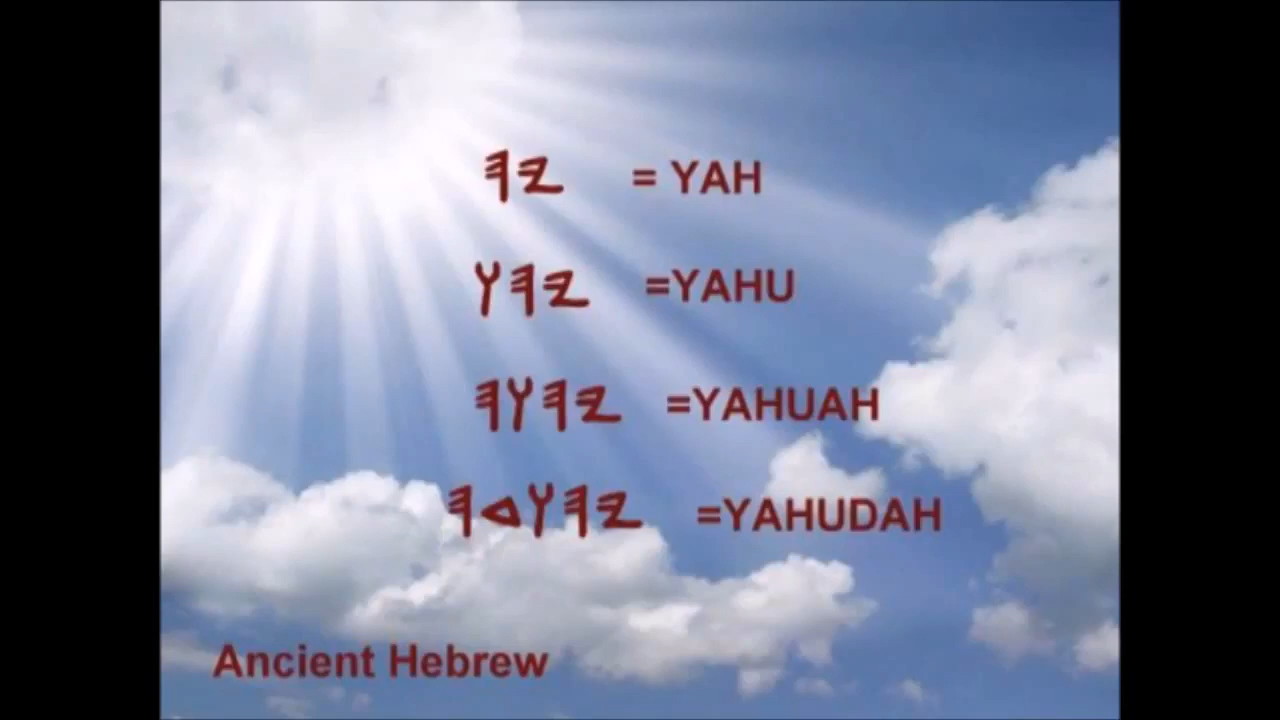 𐤉𐤄 = YAH
𐤉𐤄𐤅 =YAHU
𐤉𐤄𐤅𐤄 =YAHUAH
𐤉𐤄𐤅𐤃𐤄 =YAHUDAH
Ancient Hebrew